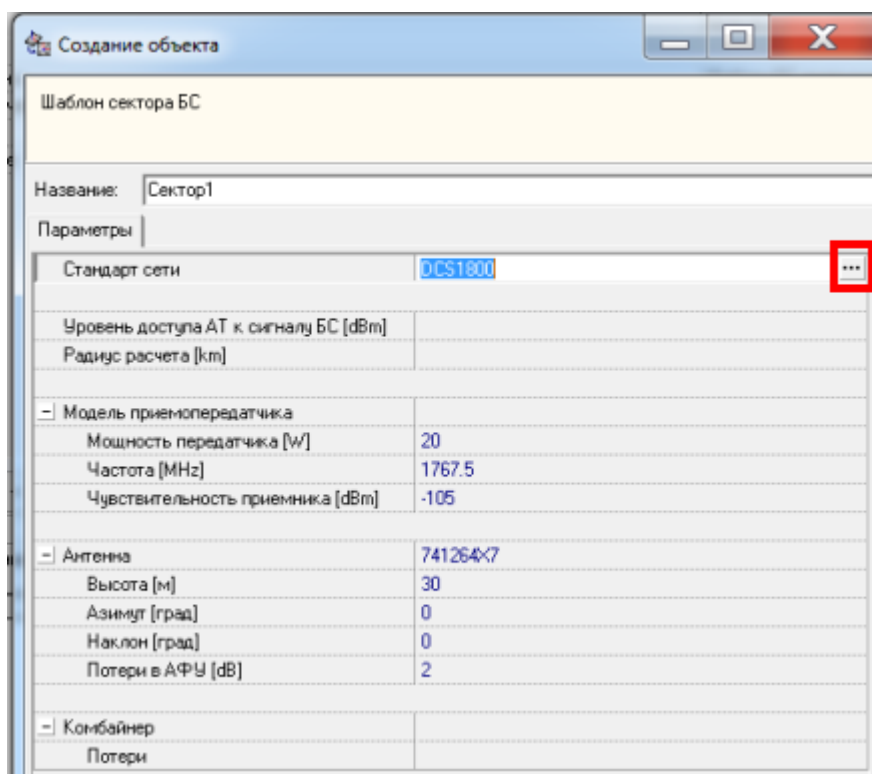 Создание объекта
Шаблон сектора БС
Название: Сектор1
Параметры
Стандарт сети DCS1800 ...
Уровень доступа АТ к сигналу БС [dBm]
Радиус расчета [km]
Модель приемопередатчика
Мощность передатчика [W] 20
Частота [MHz] 1767.5
Чувствительность приемника [dBm] -105
Антенна 741264X7
Высота [м] 30
Азимут [град] 0
Наклон [град] 0
Потери в АФУ [dB] 2
Комбайнер
Потери